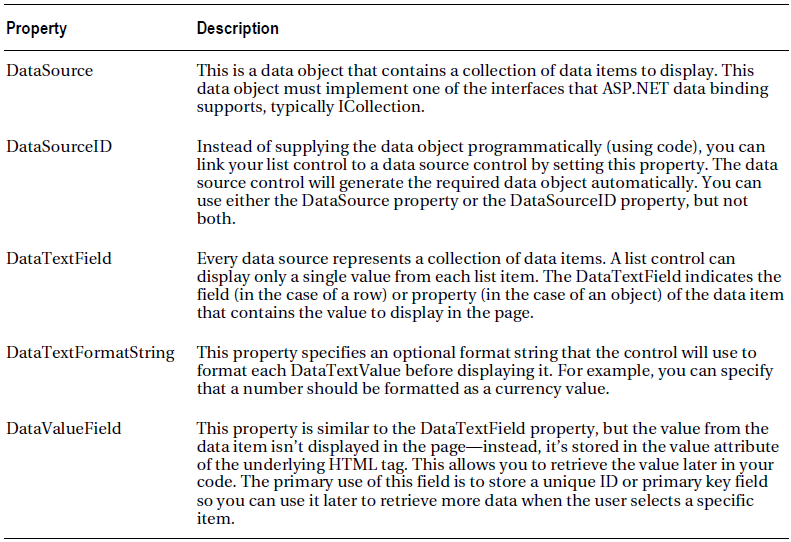 Property Description
DataSource This is a data object that contains a collection of data items to display. This
data object must implement one of the interfaces that ASP.NET data binding
supports, typically ICollection.
DataSourceID Instead of supplying the data object programmatically (using code), you can
link your list control to a data source control by setting this property. The data
source control will generate the required data object automatically. You can
use either the DataSource property or the DataSourceID property, but not
both.
DataTextField Every data source represents a collection of data items. A list control can
display only a single value from each list item. The DataTextField indicates the
field (in the case of a row) or property (in the case of an object) of the data item
that contains the value to display in the page.
DataTextFormatString This property specifies an optional format string that the control will use to
format each DataTextValue before displaying it. For example, you can specify
that a number should be formatted as a currency value.
DataValueField This property is similar to the DataTextField property, but the value from the
data item isn’t displayed in the page—instead, it’s stored in the value attribute
of the underlying HTML tag. This allows you to retrieve the value later in your
code. The primary use of this field is to store a unique ID or primary key field
so you can use it later to retrieve more data when the user selects a specific
item.